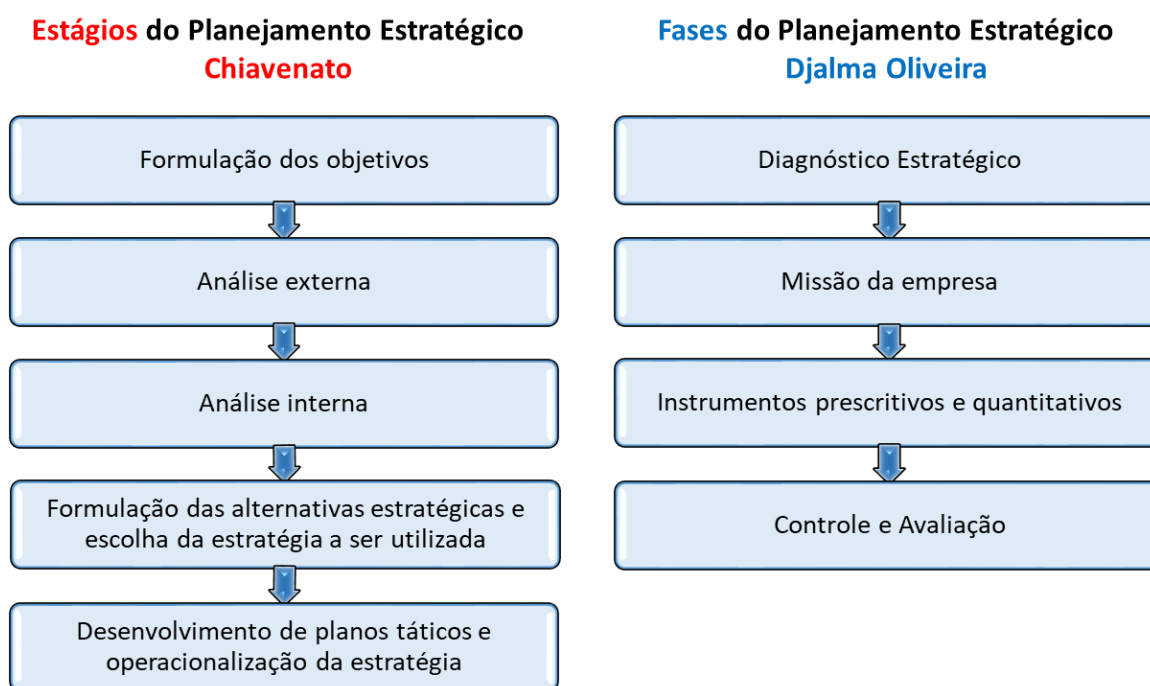 Estágios do Planejamento Estratégico
Chiavenato
Formulação dos objetivos
Análise externa
Análise interna
Formulação das alternativas estratégicas e
escolha da estratégia a ser utilizada
Desenvolvimento de planos táticos e
operacionalização da estratégia
Fases do Planejamento Estratégico
Djalma Oliveira
Diagnóstico Estratégico
Missão da empresa
Instrumentos prescritivos e quantitativos
Controle e Avaliação